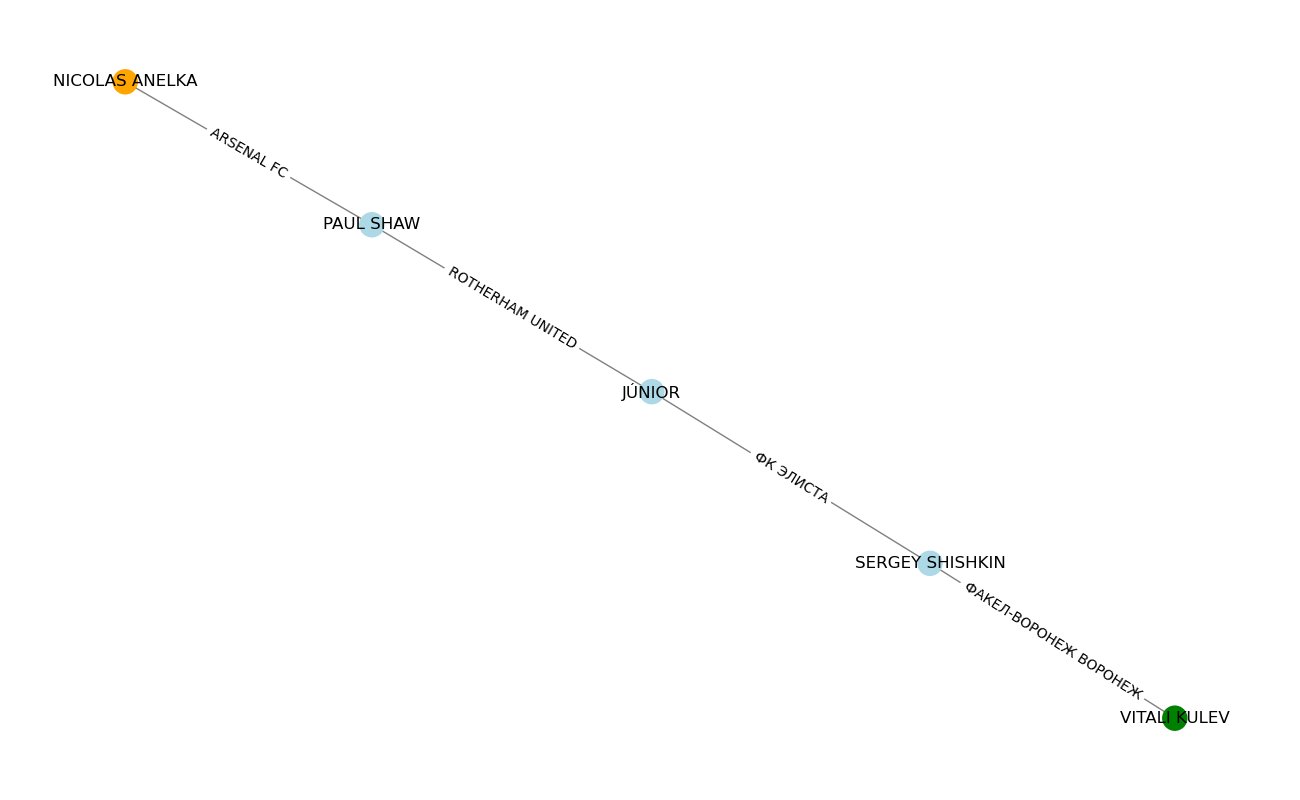 NICOLAS ANELKA
ARSENAL FC
PAUL SHAW
ROTHERHAM UNITED
JÚNIOR
ФК ЭЛИСТА
SERGEY SHISHKIN
ФАКЕЛ-ВОРОНЕЖ ВОРОНЕЖ
VITALI KULEV